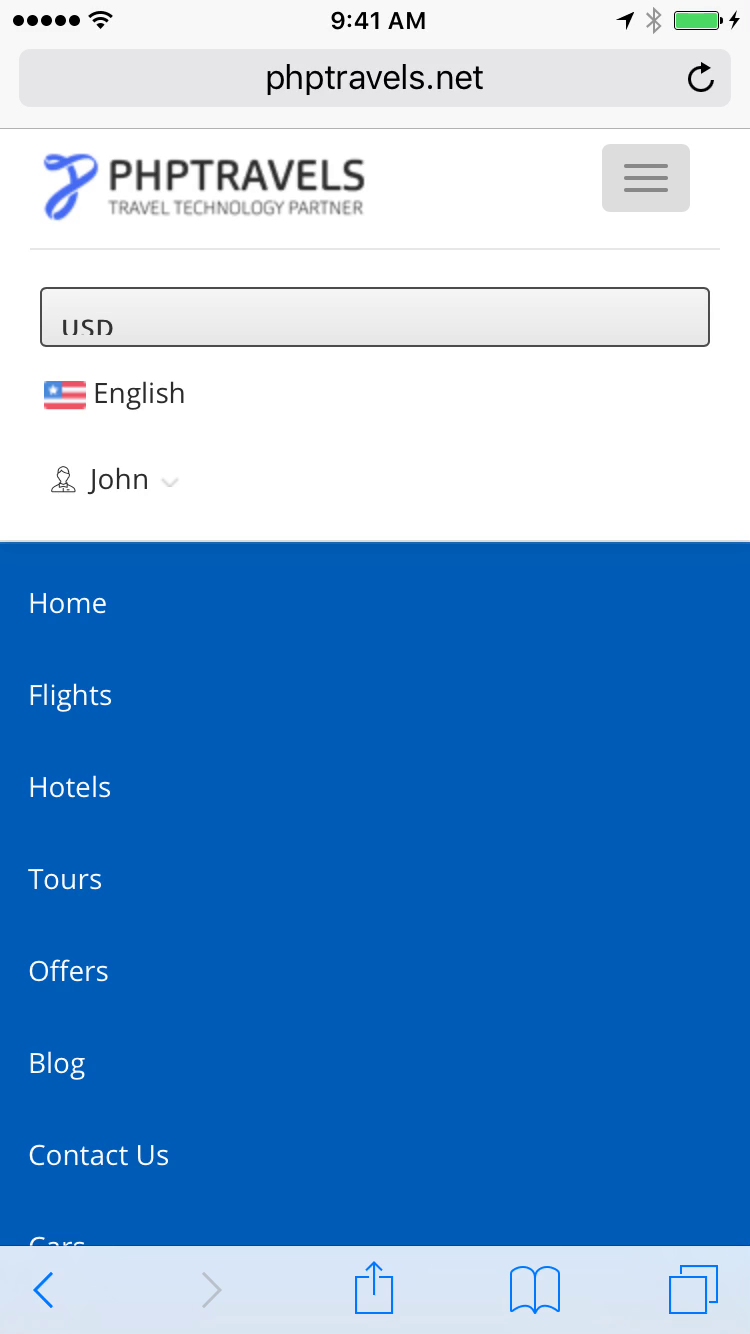 9:41 AM
phptravels.net
PHPTRAVELS
TRAVEL TECHNOLOGY PARTNER
USD
English
John
Home
Flights
Hotels
Tours
Offers
Blog
Contact Us
Cars